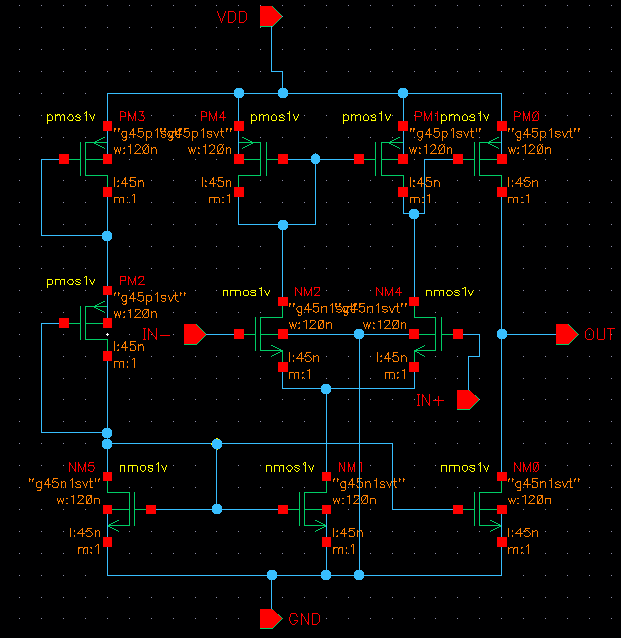 VDD
pmos1v PM3 PM4 pmos1v pmos1v PM1 pmos1v PM0
"g45p1svt" "g45p1svt" "g45p1svt" "g45p1svt"
w:120n w:120n w:120n w:120n
l:45n l:45n l:45n l:45n
m:1 m:1 m:1 m:1
pmos1v PM2
"g45p1svt"
w:120n
l:45n
m:1
nmos1v NM2 NM4 nmos1v
"g45n1svt" "g45n1svt"
w:120n w:120n
IN- OUT
l:45n l:45n
m:1 m:1
IN+
NM5 nmos1v nmos1v NM1 nmos1v NM0
"g45n1svt" "g45n1svt" "g45n1svt"
w:120n w:120n w:120n
l:45n l:45n l:45n
m:1 m:1 m:1
GND